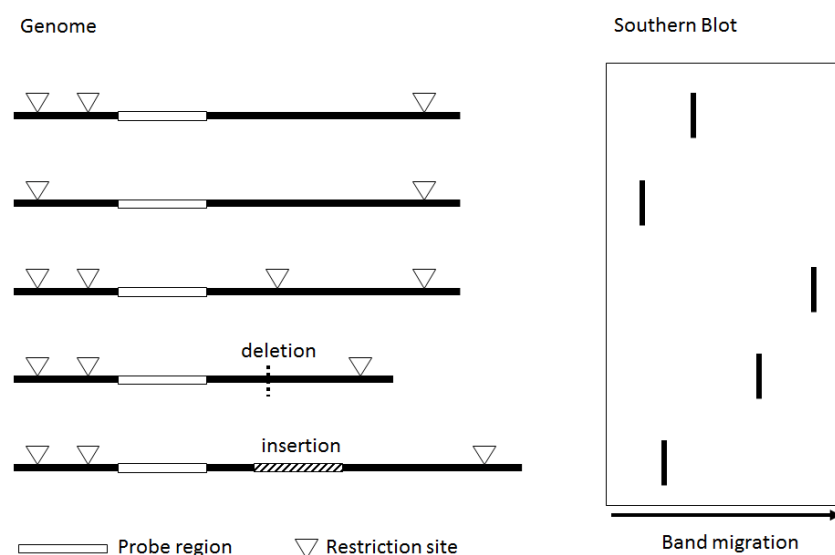 Genome
Southern Blot
deletion
insertion
Probe region
Restriction site
Band migration